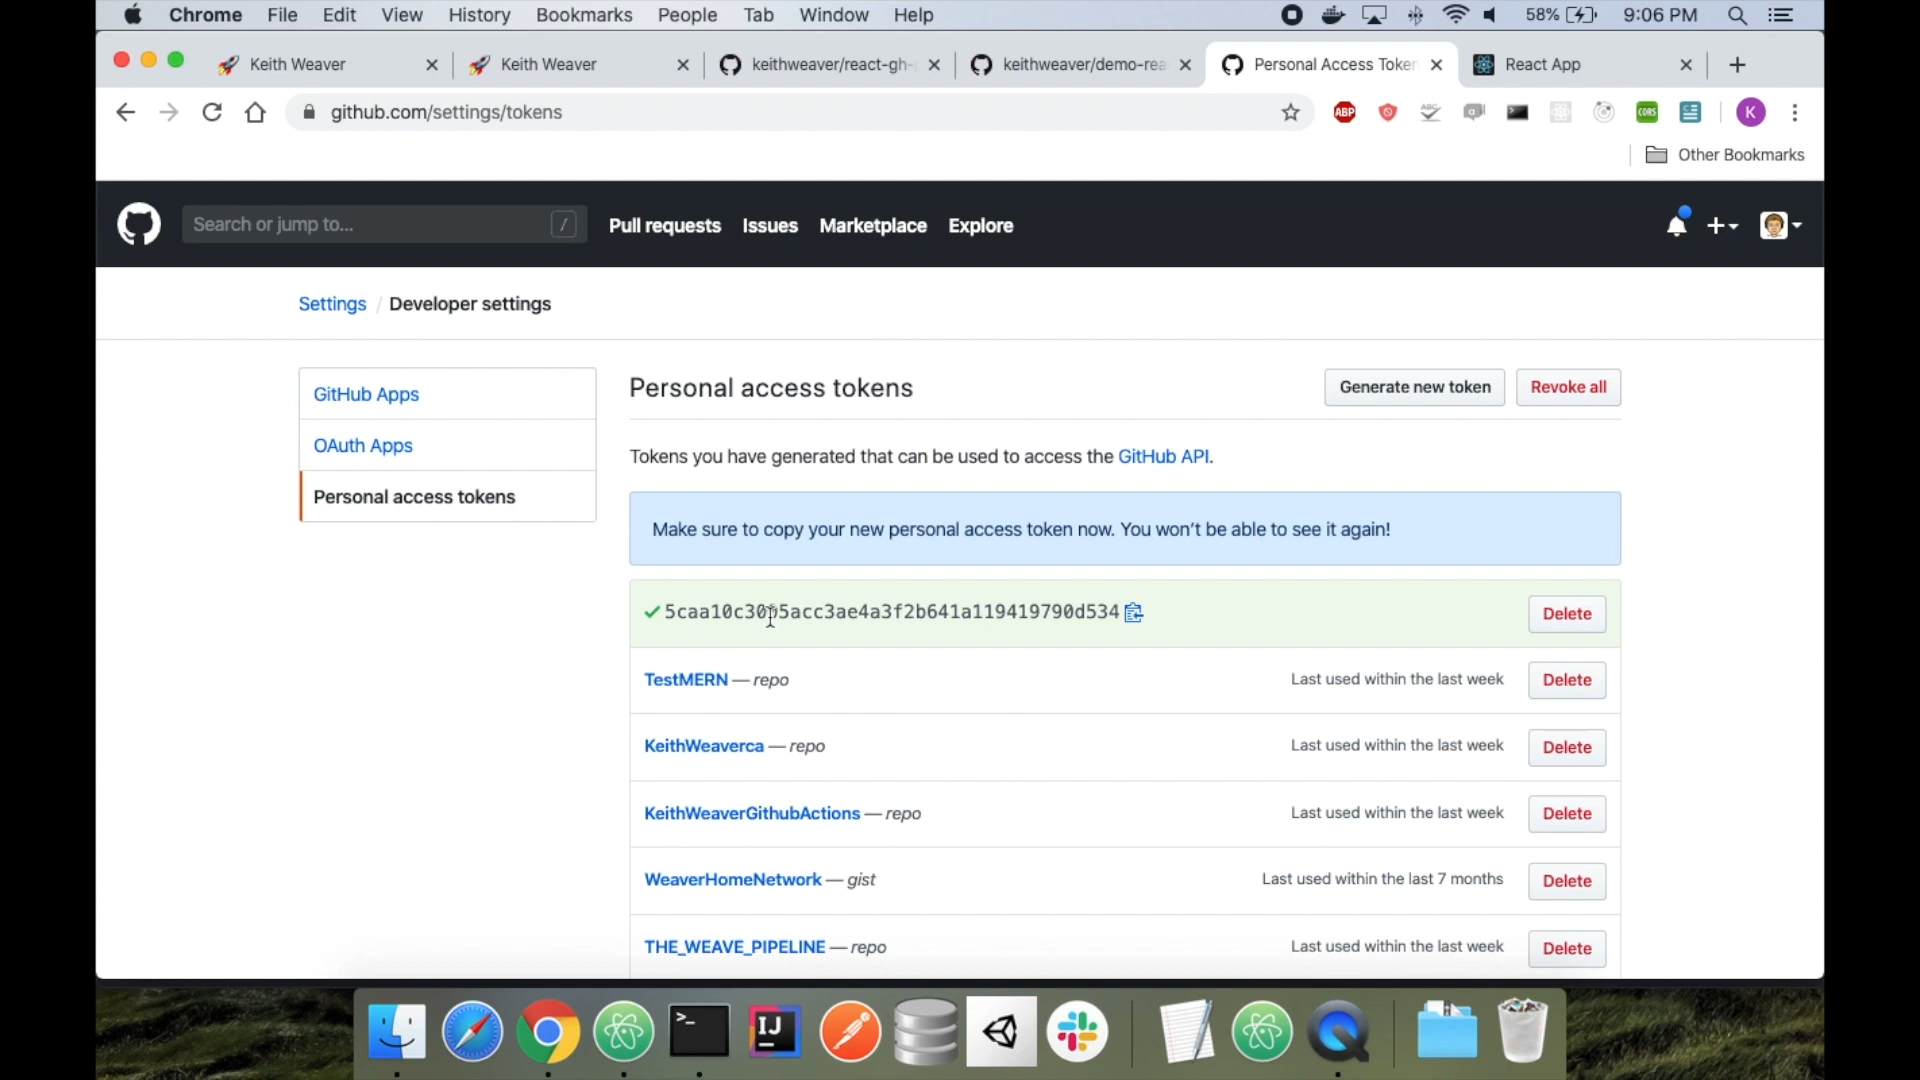 Chrome File Edit View History Bookmarks People Tab Window Help 58% 9:06 PM
Keith Weaver Keith Weaver keithweaver/react-gh- keithweaver/demo-rea Personal Access Token React App
github.com/settings/tokens ABP ABC CORS K
Other Bookmarks
Search or jump to... / Pull requests Issues Marketplace Explore
Settings / Developer settings
GitHub Apps
OAuth Apps
Personal access tokens
Personal access tokens Generate new token Revoke all
Tokens you have generated that can be used to access the GitHub API.
Make sure to copy your new personal access token now. You won't be able to see it again!
Delete
TestMERN — repo Last used within the last week Delete
KeithWeaverca — repo Last used within the last week Delete
KeithWeaverGithubActions — repo Last used within the last week Delete
WeaverHomeNetwork — gist Last used within the last 7 months Delete
THE_WEAVE_PIPELINE — repo Last used within the last week Delete
>_ IJ